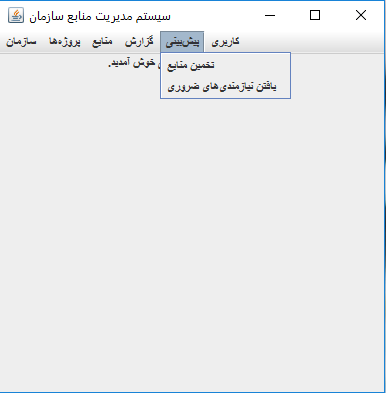 سیستم مدیریت منابع سازمان
سازمان پروژه‌ها منابع گزارش پیش‌بینی کاربری
خوش آمدید.
تخمین منابع
یافتن نیازمندی‌های ضروری